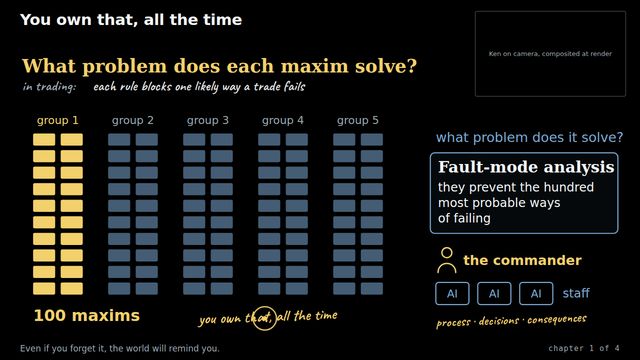 You own that, all the time
Ken on camera, composited at render
What problem does each maxim solve?
in trading: each rule blocks one likely way a trade fails
group 1 group 2 group 3 group 4 group 5
what problem does it solve?
Fault-mode analysis
they prevent the hundred
most probable ways
of failing
the commander
AI AI AI staff
100 maxims
you own that, all the time
process · decisions · consequences
Even if you forget it, the world will remind you.
chapter 1 of 4